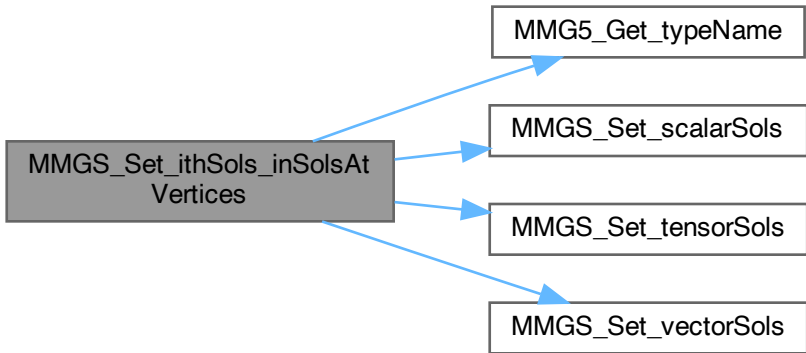 MMG5_Get_typeName
MMGS_Set_scalarSols
MMGS_Set_ithSols_inSolsAt
Vertices
MMGS_Set_tensorSols
MMGS_Set_vectorSols